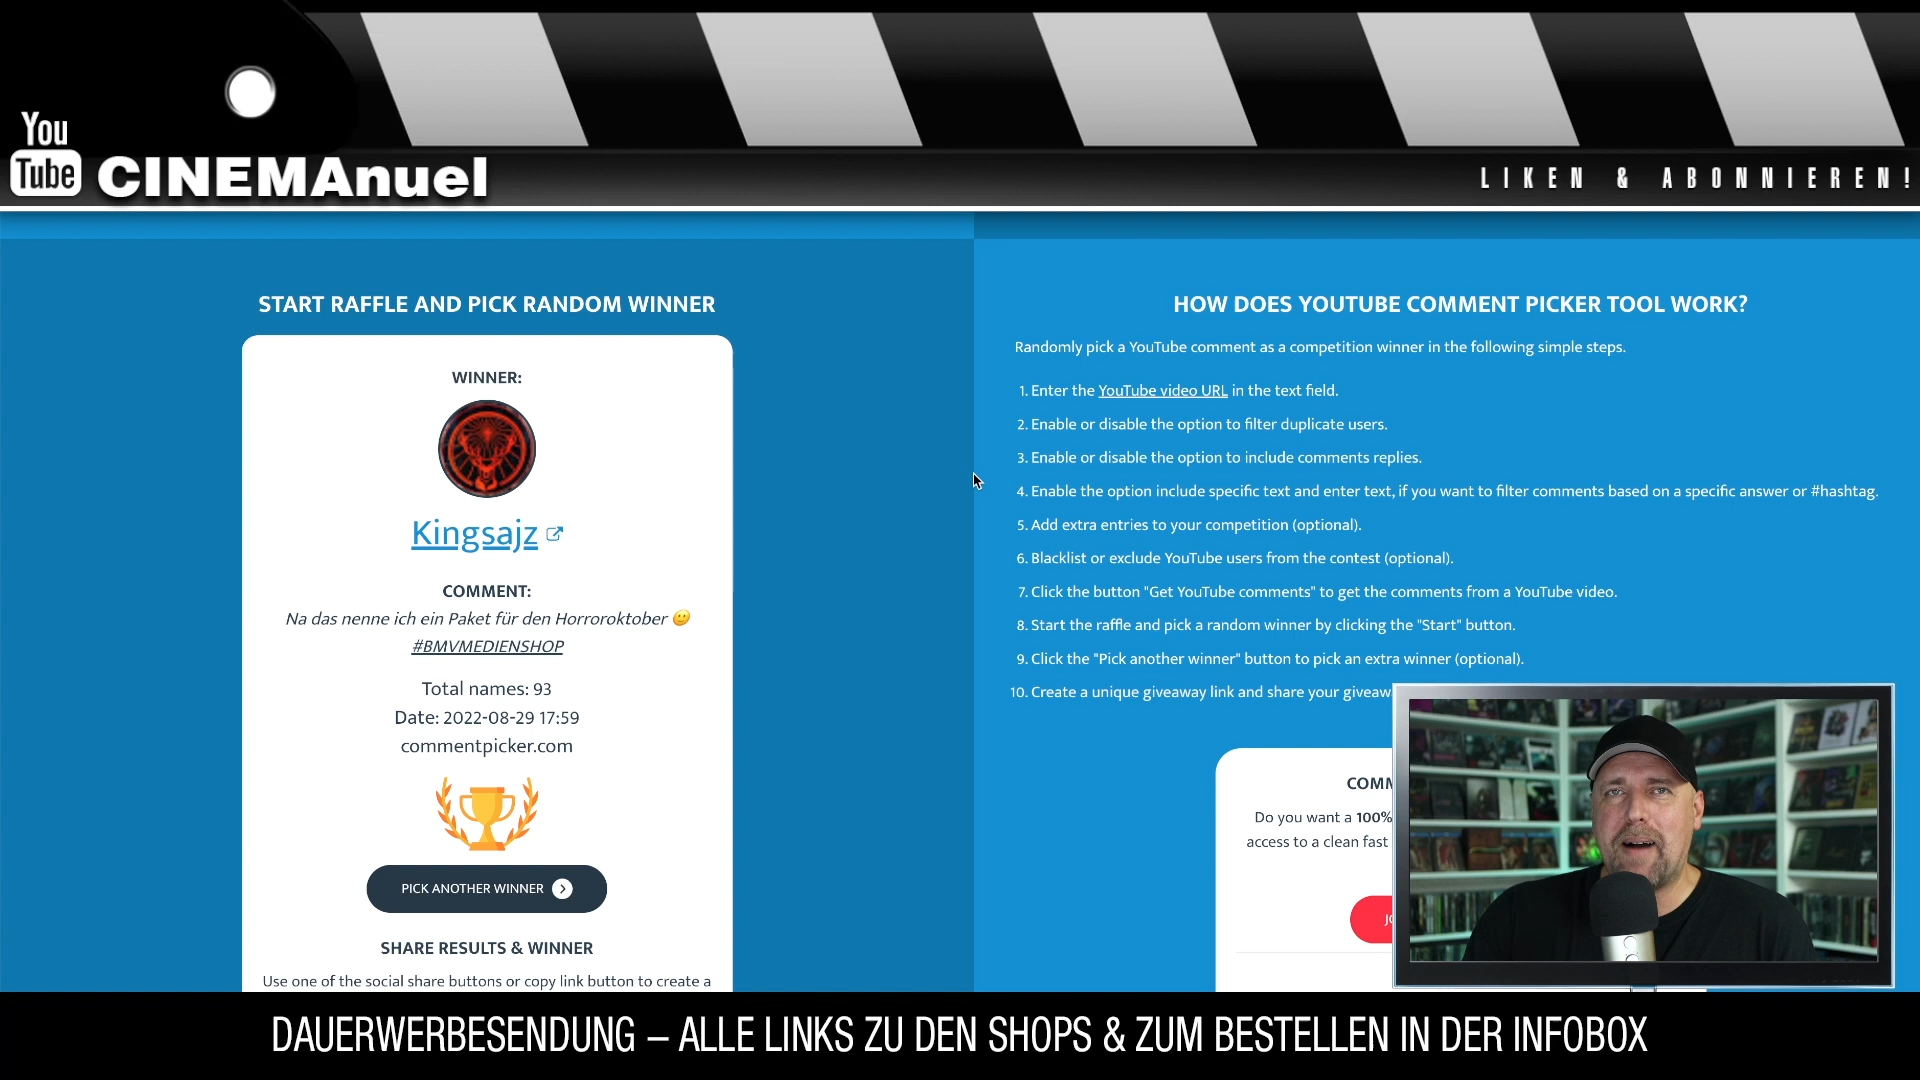 You
Tube CINEMAnuel
LIKEN & ABONNIEREN!
START RAFFLE AND PICK RANDOM WINNER
WINNER:
Kingsajz
COMMENT:
Na das nenne ich ein Paket für den Horroroktober 🙂
#BMVMEDIENSHOP
Total names: 93
Date: 2022-08-29 17:59
commentpicker.com
PICK ANOTHER WINNER
SHARE RESULTS & WINNER
Use one of the social share buttons or copy link button to create a
HOW DOES YOUTUBE COMMENT PICKER TOOL WORK?
Randomly pick a YouTube comment as a competition winner in the following simple steps.
1. Enter the YouTube video URL in the text field.
2. Enable or disable the option to filter duplicate users.
3. Enable or disable the option to include comments replies.
4. Enable the option include specific text and enter text, if you want to filter comments based on a specific answer or #hashtag.
5. Add extra entries to your competition (optional).
6. Blacklist or exclude YouTube users from the contest (optional).
7. Click the button "Get YouTube comments" to get the comments from a YouTube video.
8. Start the raffle and pick a random winner by clicking the "Start" button.
9. Click the "Pick another winner" button to pick an extra winner (optional).
10. Create a unique giveaway link and share your
Do you want a 100%
access to a clean fast
DAUERWERBESENDUNG – ALLE LINKS ZU DEN SHOPS & ZUM BESTELLEN IN DER INFOBOX